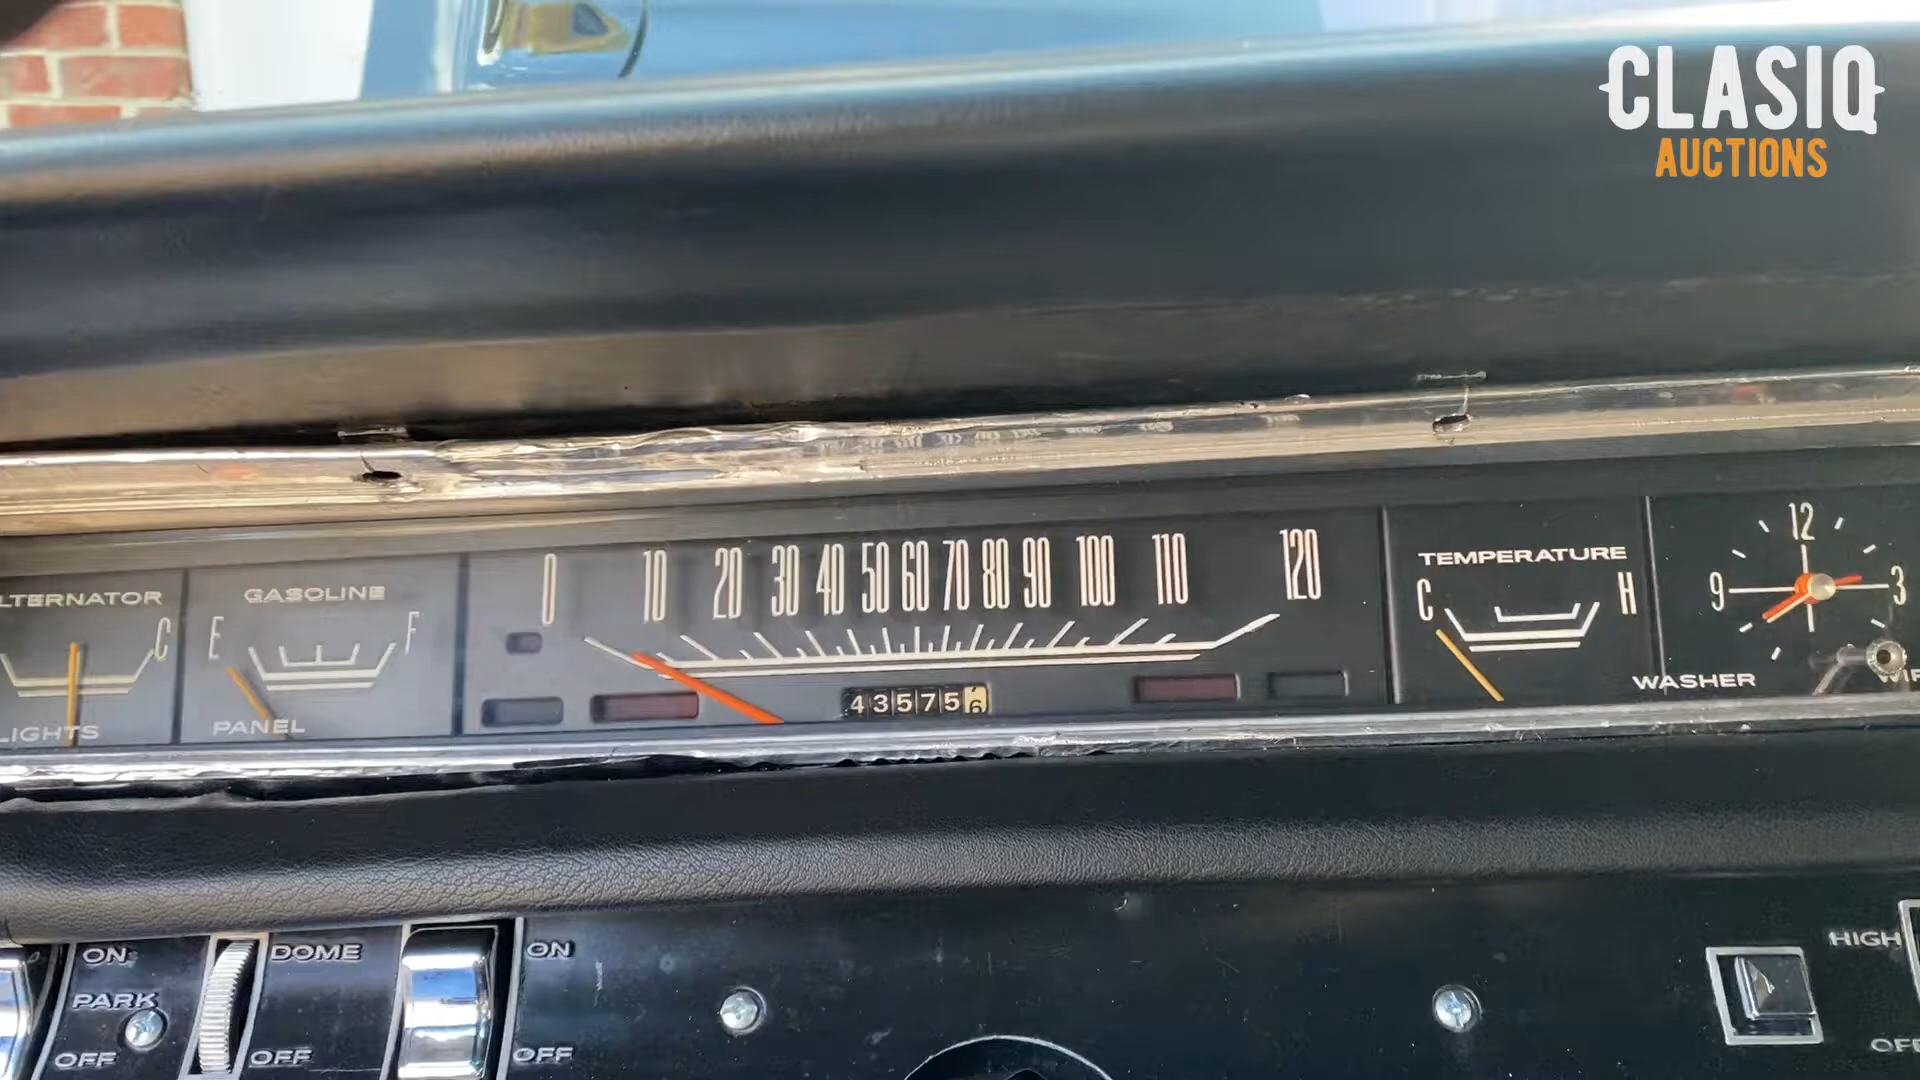 CLASIQ
AUCTIONS
0 10 20 30 40 50 60 70 80 90 100 110 120
LTERNATOR
C
GASOLINE
E F
TEMPERATURE
C H
12
9 3
LIGHTS
PANEL
43575
WASHER
WIP
ON
DOME
ON
PARK
OFF
OFF
OFF
HIGH
OFF